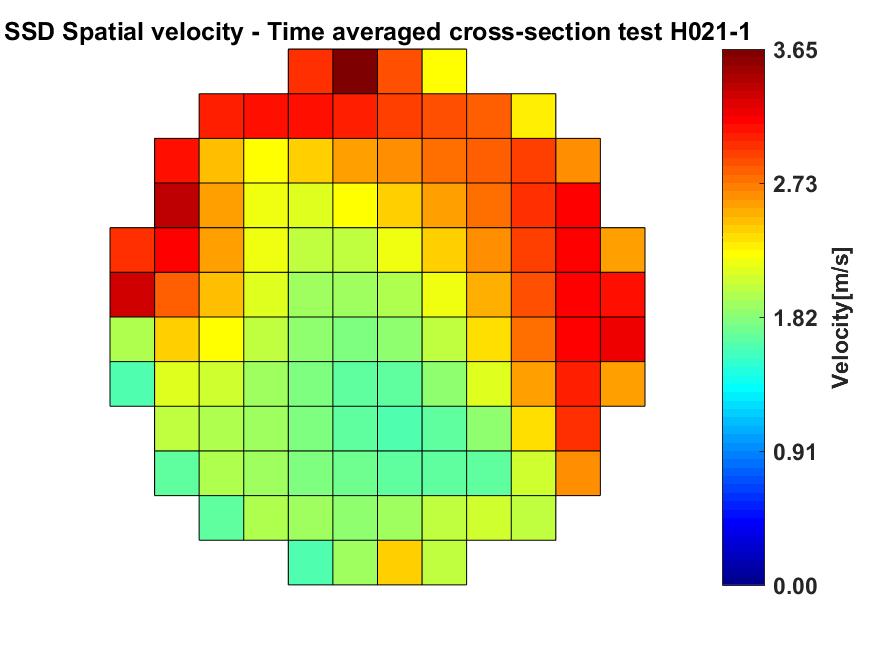 SSD Spatial velocity - Time averaged cross-section test H021-1
3.65
2.73
1.82
0.91
0.00
Velocity[m/s]